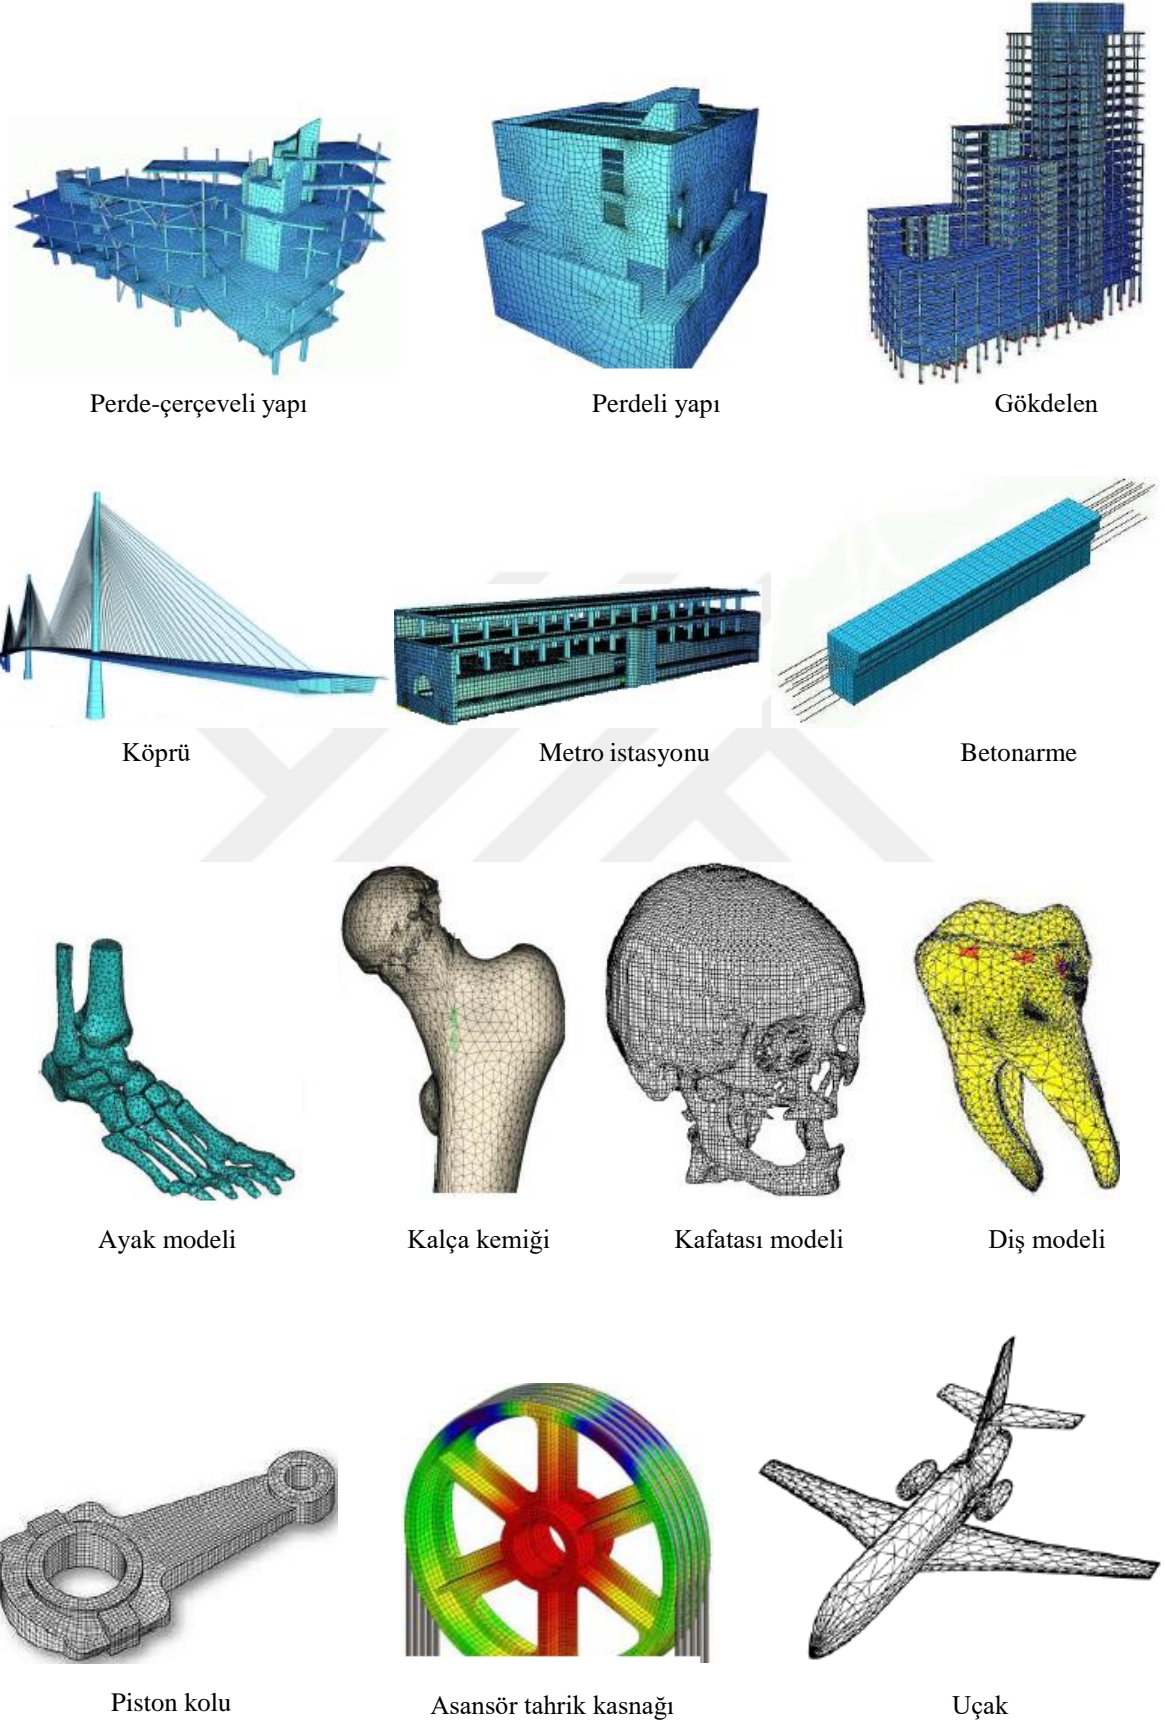 Perde-çerçeveli yapı
Perdeli yapı
Gökdelen
Köprü
Metro istasyonu
Betonarme
Ayak modeli
Kalça kemiği
Kafatası modeli
Diş modeli
Piston kolu
Asansör tahrik kasnağı
Uçak